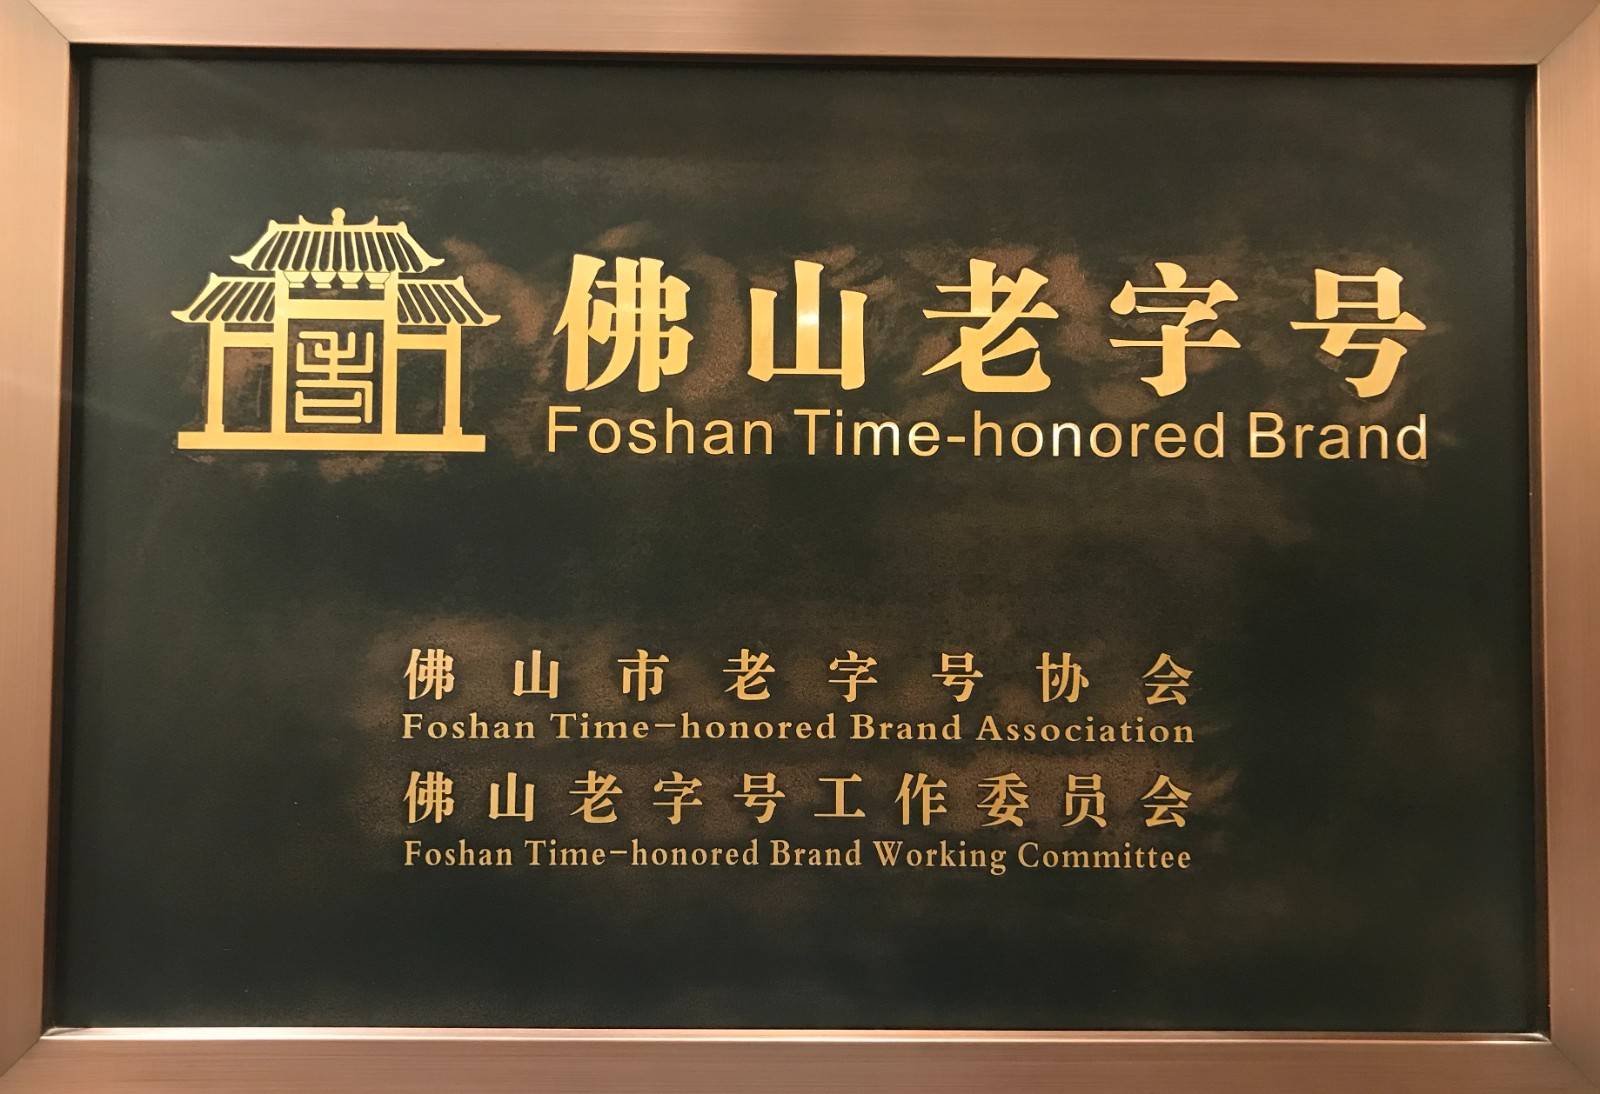 佛山老字号
Foshan Time-honored Brand
佛山市老字号协会
Foshan Time-honored Brand Association
佛山老字号工作委员会
Foshan Time-honored Brand Working Committee